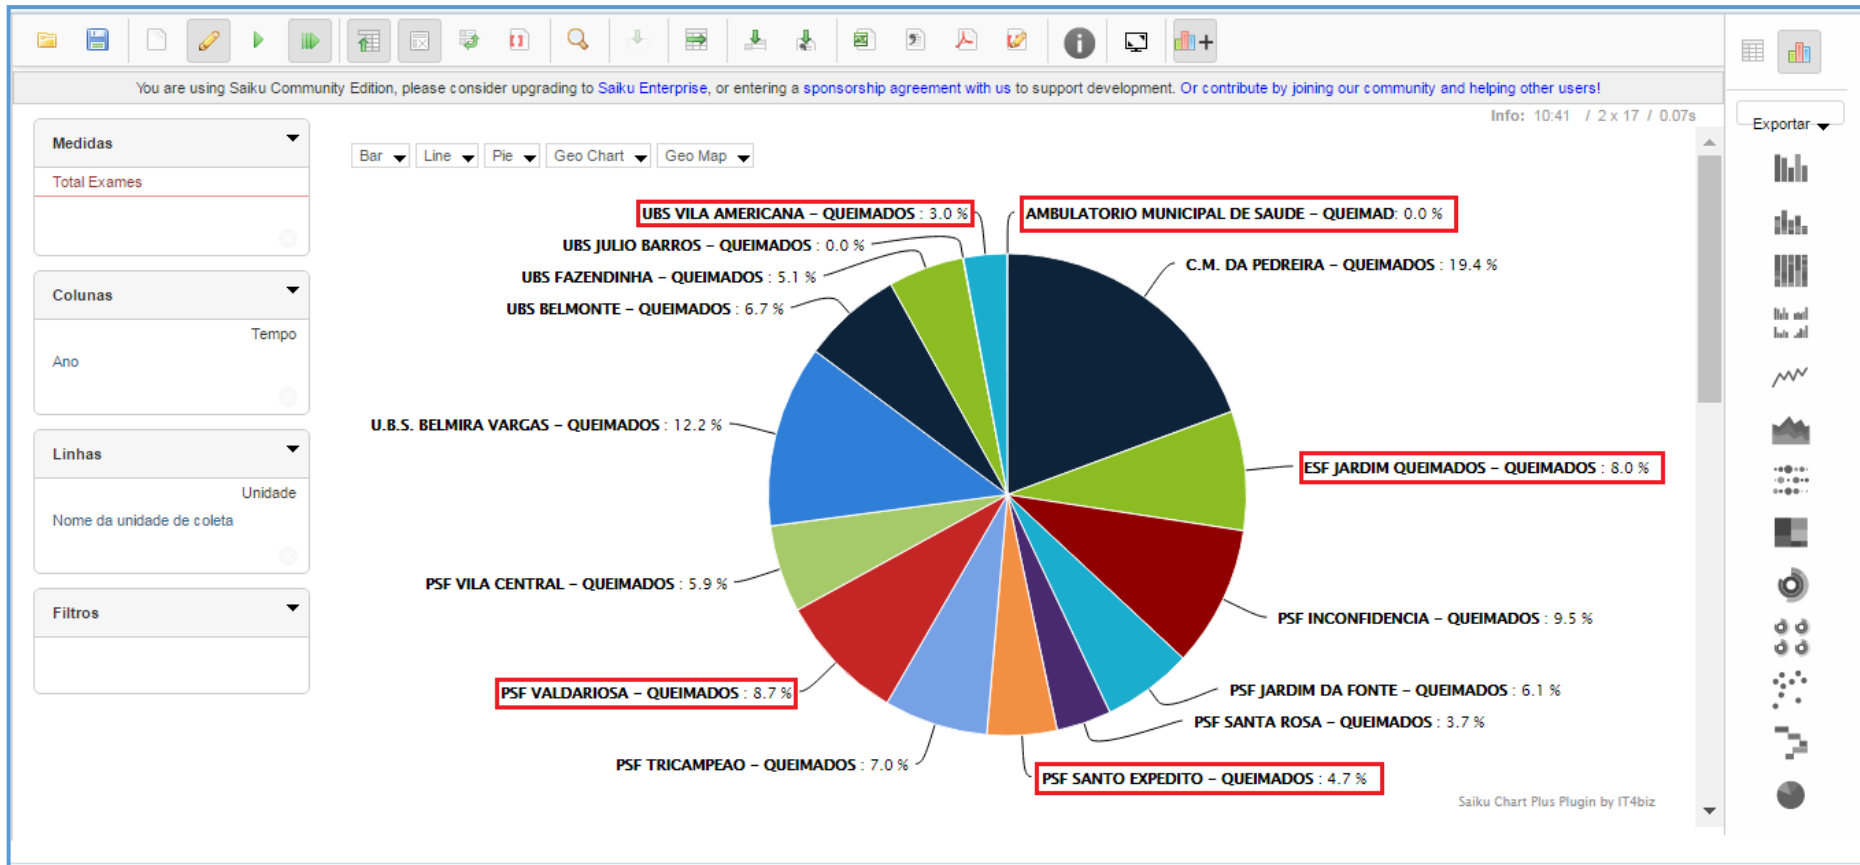 You are using Saiku Community Edition, please consider upgrading to Saiku Enterprise, or entering a sponsorship agreement with us to support development. Or contribute by joining our community and helping other users!
Info: 10:41 / 2 x 17 / 0.07s
Exportar
Medidas
Total Exames
Colunas
Tempo
Ano
Linhas
Unidade
Nome da unidade de coleta
Filtros
Bar
Line
Pie
Geo Chart
Geo Map
UBS VILA AMERICANA – QUEIMADOS : 3.0 %
AMBULATORIO MUNICIPAL DE SAUDE – QUEIMAD: 0.0 %
UBS JULIO BARROS – QUEIMADOS : 0.0 %
C.M. DA PEDREIRA – QUEIMADOS : 19.4 %
UBS FAZENDINHA – QUEIMADOS : 5.1 %
UBS BELMONTE – QUEIMADOS : 6.7 %
U.B.S. BELMIRA VARGAS – QUEIMADOS : 12.2 %
ESF JARDIM QUEIMADOS – QUEIMADOS : 8.0 %
PSF VILA CENTRAL – QUEIMADOS : 5.9 %
PSF INCONFIDENCIA – QUEIMADOS : 9.5 %
PSF VALDARIOSA – QUEIMADOS : 8.7 %
PSF JARDIM DA FONTE – QUEIMADOS : 6.1 %
PSF SANTA ROSA – QUEIMADOS : 3.7 %
PSF TRICAMPEAO – QUEIMADOS : 7.0 %
PSF SANTO EXPEDITO – QUEIMADOS : 4.7 %
Saiku Chart Plus Plugin by IT4biz